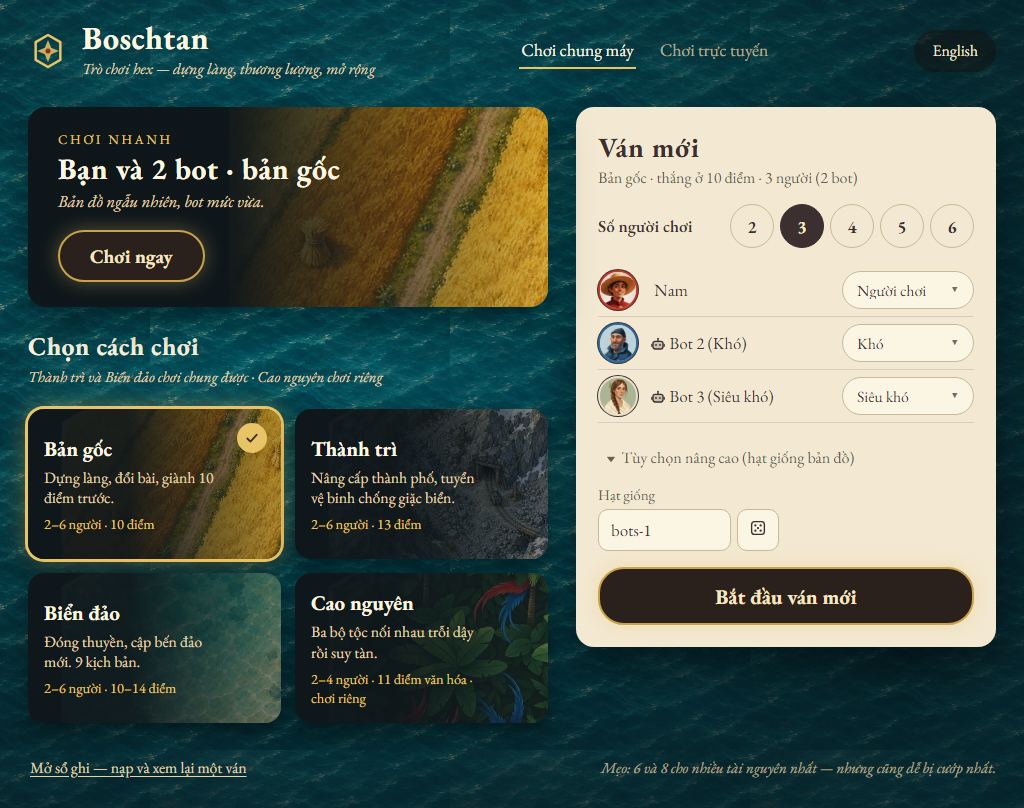 Boschtan
Trò chơi hex — dựng làng, thương lượng, mở rộng
Chơi chung máy
Chơi trực tuyến
English
CHƠI NHANH
Bạn và 2 bot · bản gốc
Bản đồ ngẫu nhiên, bot mức vừa.
Chơi ngay
Chọn cách chơi
Thành trì và Biển đảo chơi chung được · Cao nguyên chơi riêng
Bản gốc
Dựng làng, đổi bài, giành 10
điểm trước.
2–6 người · 10 điểm
Thành trì
Nâng cấp thành phố, tuyển
vệ binh chống giặc biển.
2–6 người · 13 điểm
Biển đảo
Đóng thuyền, cập bến đảo
mới. 9 kịch bản.
2–6 người · 10–14 điểm
Cao nguyên
Ba bộ tộc nối nhau trỗi dậy
rồi suy tàn.
2–4 người · 11 điểm văn hóa ·
chơi riêng
Ván mới
Bản gốc · thắng ở 10 điểm · 3 người (2 bot)
Số người chơi
2
3
4
5
6
Nam
Người chơi
Bot 2 (Khó)
Khó
Bot 3 (Siêu khó)
Siêu khó
Tùy chọn nâng cao (hạt giống bản đồ)
Hạt giống
bots-1
Bắt đầu ván mới
Mở sổ ghi — nạp và xem lại một ván
Mẹo: 6 và 8 cho nhiều tài nguyên nhất — nhưng cũng dễ bị cướp nhất.